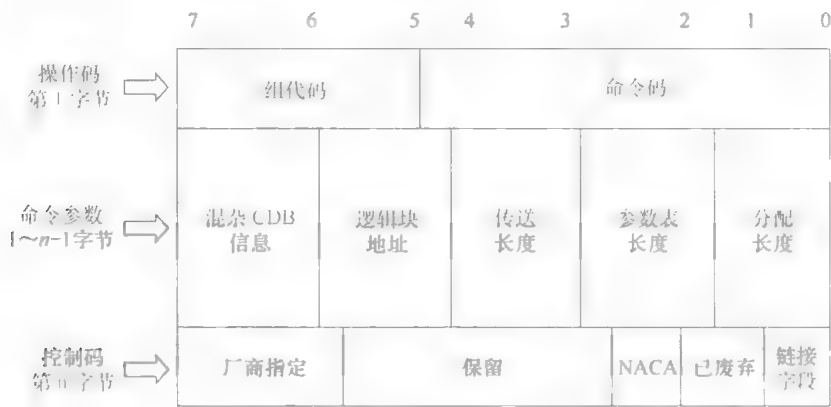 7 6 5 4 3 2 1 0
操作码
第1字节
组代码
命令码
命令参数
1～n-1字节
混杂CDB
信息
逻辑块
地址
传送
长度
参数表
长度
分配
长度
控制码
第n字节
厂商指定
保留
NACA
已废弃
链接
字段